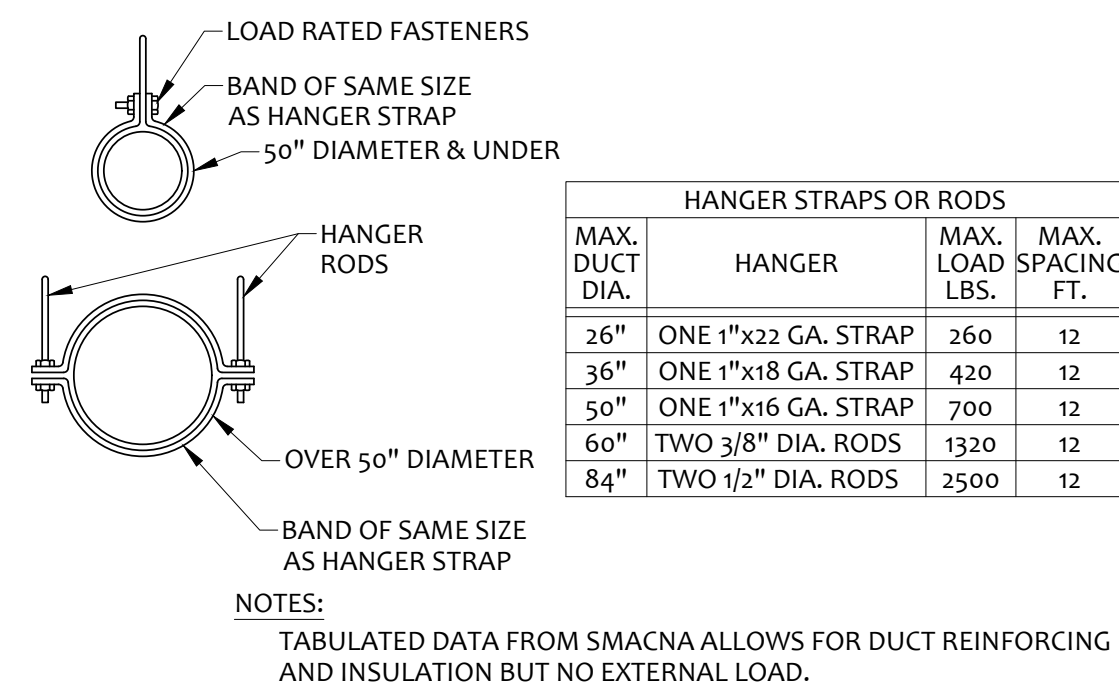 LOAD RATED FASTENERS
BAND OF SAME SIZE
AS HANGER STRAP
50" DIAMETER & UNDER
HANGER
RODS
OVER 50" DIAMETER
BAND OF SAME SIZE
AS HANGER STRAP
HANGER STRAPS OR RODS
MAX. DUCT DIA. HANGER MAX. LOAD LBS. MAX. SPACING FT.
26" ONE 1"x22 GA. STRAP 260 12
36" ONE 1"x18 GA. STRAP 420 12
50" ONE 1"x16 GA. STRAP 700 12
60" TWO 3/8" DIA. RODS 1320 12
84" TWO 1/2" DIA. RODS 2500 12
NOTES:
TABULATED DATA FROM SMACNA ALLOWS FOR DUCT REINFORCING
AND INSULATION BUT NO EXTERNAL LOAD.